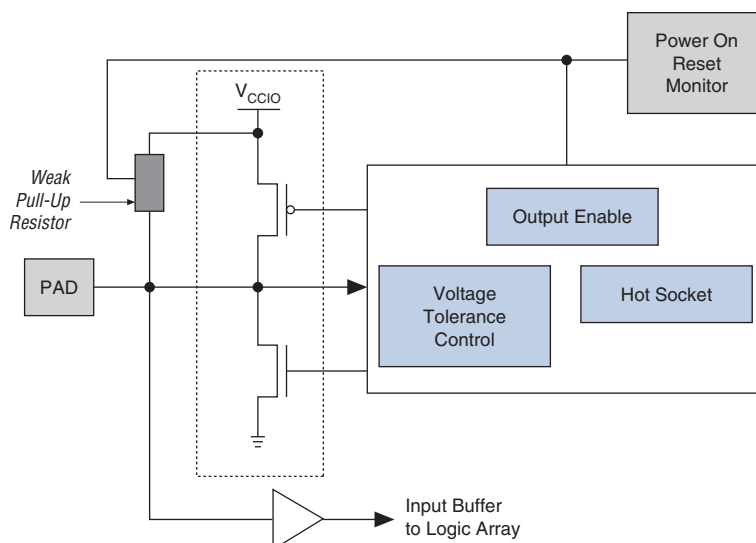 Power On
Reset
Monitor
VCCIO
Weak
Pull-Up
Resistor
Output Enable
PAD
Voltage
Tolerance
Control
Hot Socket
Input Buffer
to Logic Array